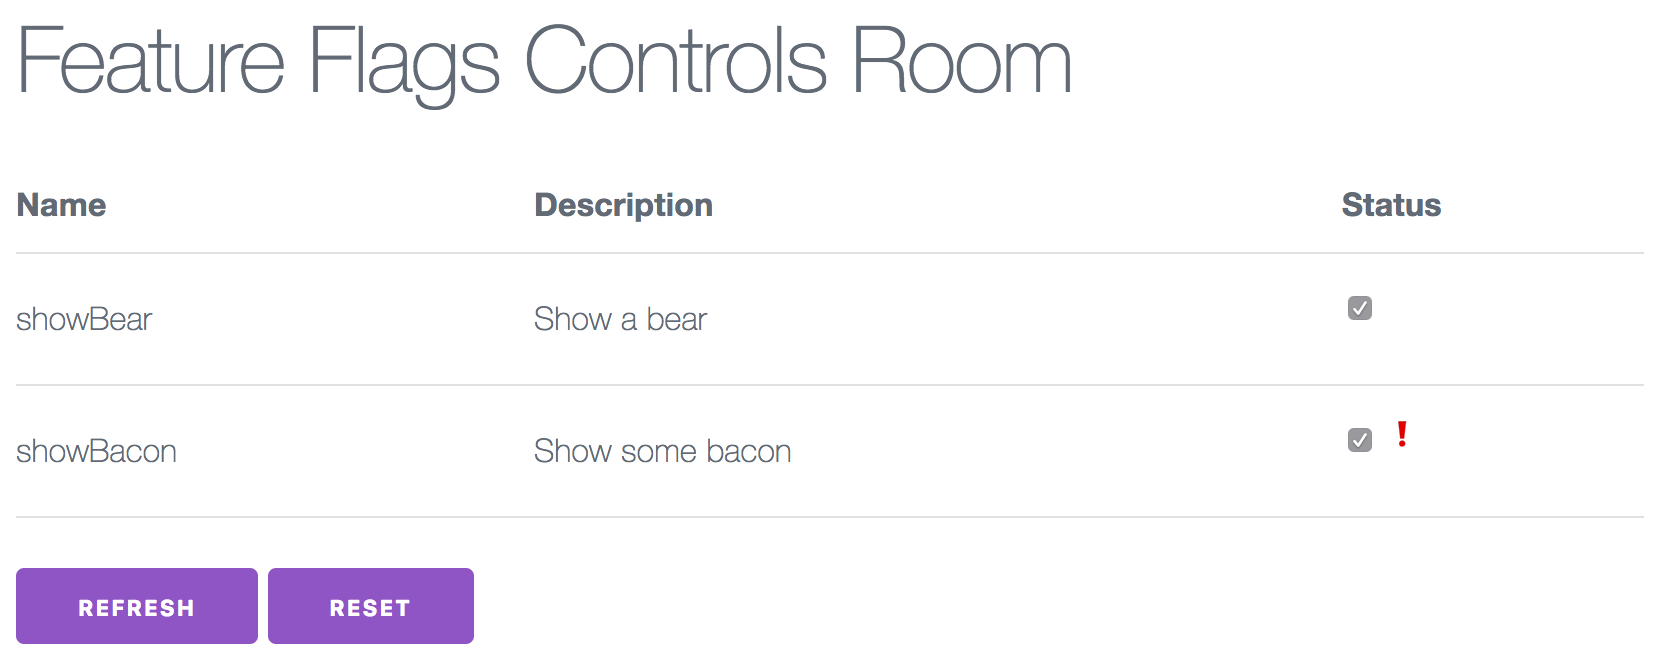 Feature Flags Controls Room
Name Description Status
showBear Show a bear
showBacon Show some bacon !
REFRESH RESET